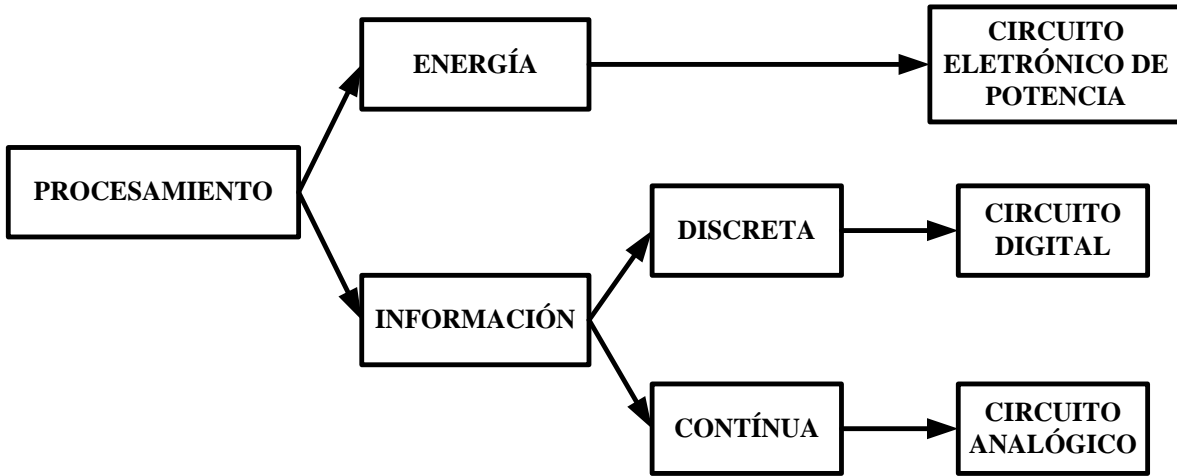 ENERGÍA
CIRCUITO
ELETRÓNICO DE
POTENCIA
PROCESAMIENTO
INFORMACIÓN
DISCRETA
CIRCUITO
DIGITAL
CONTÍNUA
CIRCUITO
ANALÓGICO